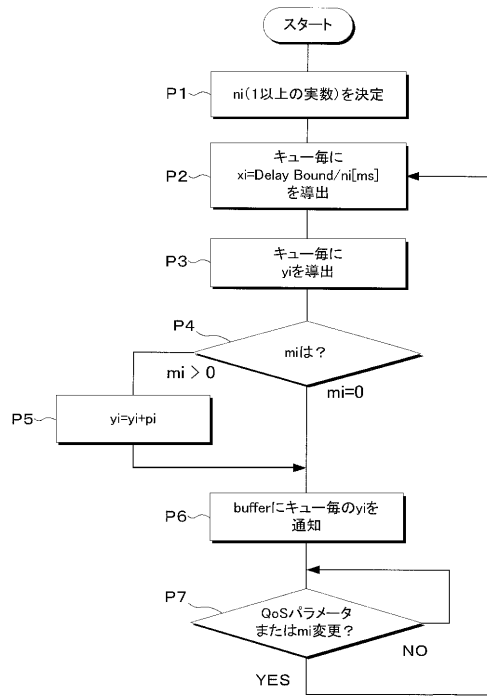 スタート
P1
ni(1以上の実数)を決定
P2
キュー毎に
xi=Delay Bound/ni[ms]
を導出
P3
キュー毎に
yiを導出
P4
miは?
mi > 0
mi=0
P5
yi=yi+pi
P6
bufferにキュー毎のyiを
通知
P7
QoSパラメータ
またはmi変更?
NO
YES